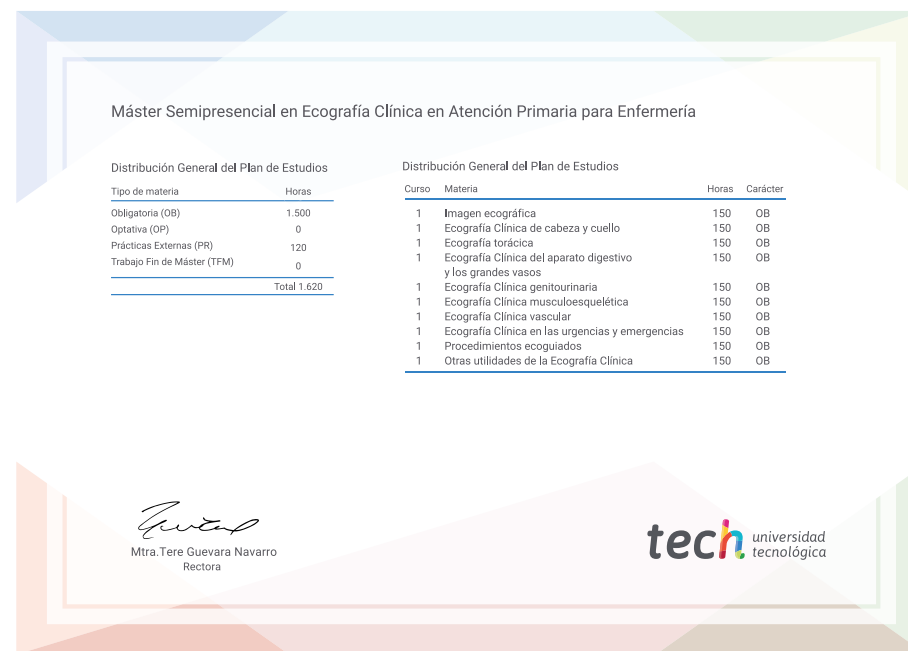 Máster Semipresencial en Ecografía Clínica en Atención Primaria para Enfermería
Distribución General del Plan de Estudios
Tipo de materia Horas
Obligatoria (OB) 1.500
Optativa (OP) 0
Prácticas Externas (PR) 120
Trabajo Fin de Máster (TFM) 0
Total 1.620
Distribución General del Plan de Estudios
Curso Materia Horas Carácter
1 Imagen ecográfica 150 OB
1 Ecografía Clínica de cabeza y cuello 150 OB
1 Ecografía torácica 150 OB
1 Ecografía Clínica del aparato digestivo 150 OB
y los grandes vasos
1 Ecografía Clínica genitourinaria 150 OB
1 Ecografía Clínica musculoesquelética 150 OB
1 Ecografía Clínica vascular 150 OB
1 Ecografía Clínica en las urgencias y emergencias 150 OB
1 Procedimientos ecoguiados 150 OB
1 Otras utilidades de la Ecografía Clínica 150 OB
Mtra.Tere Guevara Navarro
Rectora
tech universidad
tecnológica